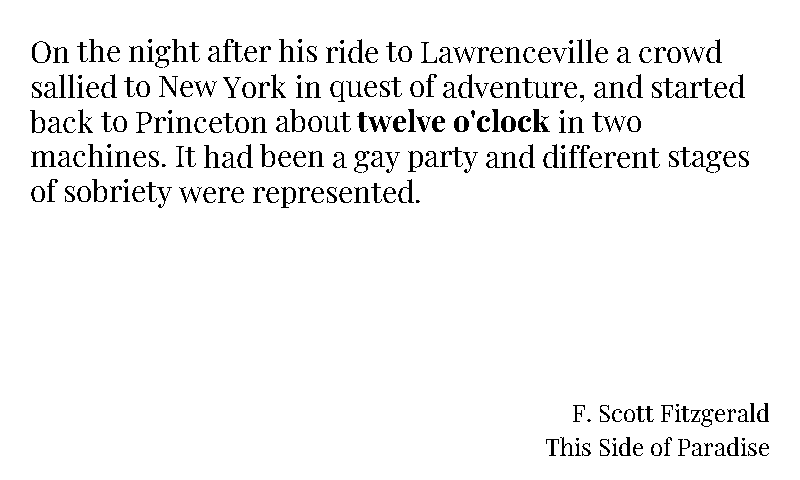 On the night after his ride to Lawrenceville a crowd
sallied to New York in quest of adventure, and started
back to Princeton about twelve o'clock in two
machines. It had been a gay party and different stages
of sobriety were represented.
F. Scott Fitzgerald
This Side of Paradise